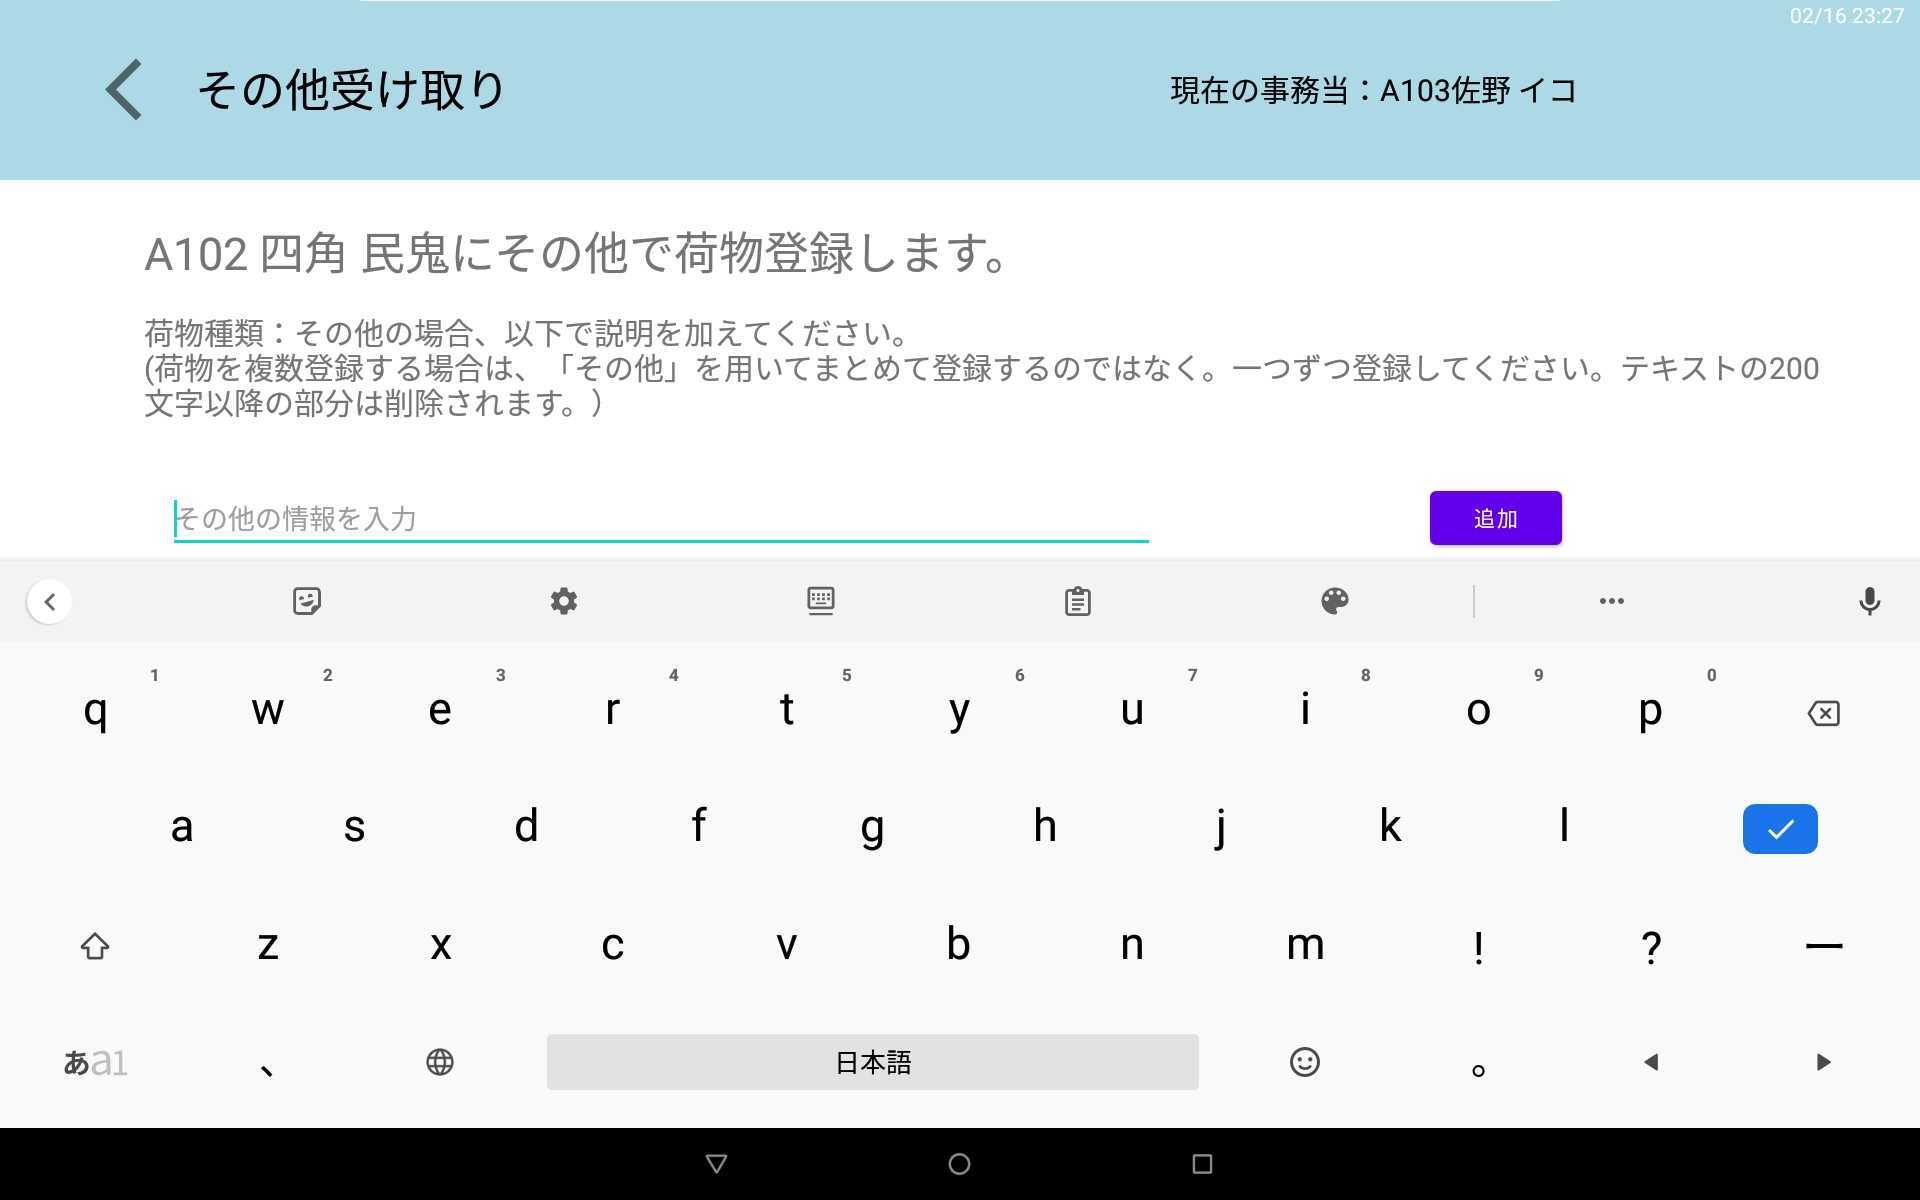 02/16 23:27
その他受け取り
現在の事務当：A103佐野 イコ
A102 四角 民鬼にその他で荷物登録します。
荷物種類：その他の場合、以下で説明を加えてください。
(荷物を複数登録する場合は、「その他」を用いてまとめて登録するのではなく。一つずつ登録してください。テキストの200
文字以降の部分は削除されます。）
その他の情報を入力
追加
1 2 3 4 5 6 7 8 9 0
q w e r t y u i o p
a s d f g h j k l
z x c v b n m ! ? ー
あa1 、 日本語 。